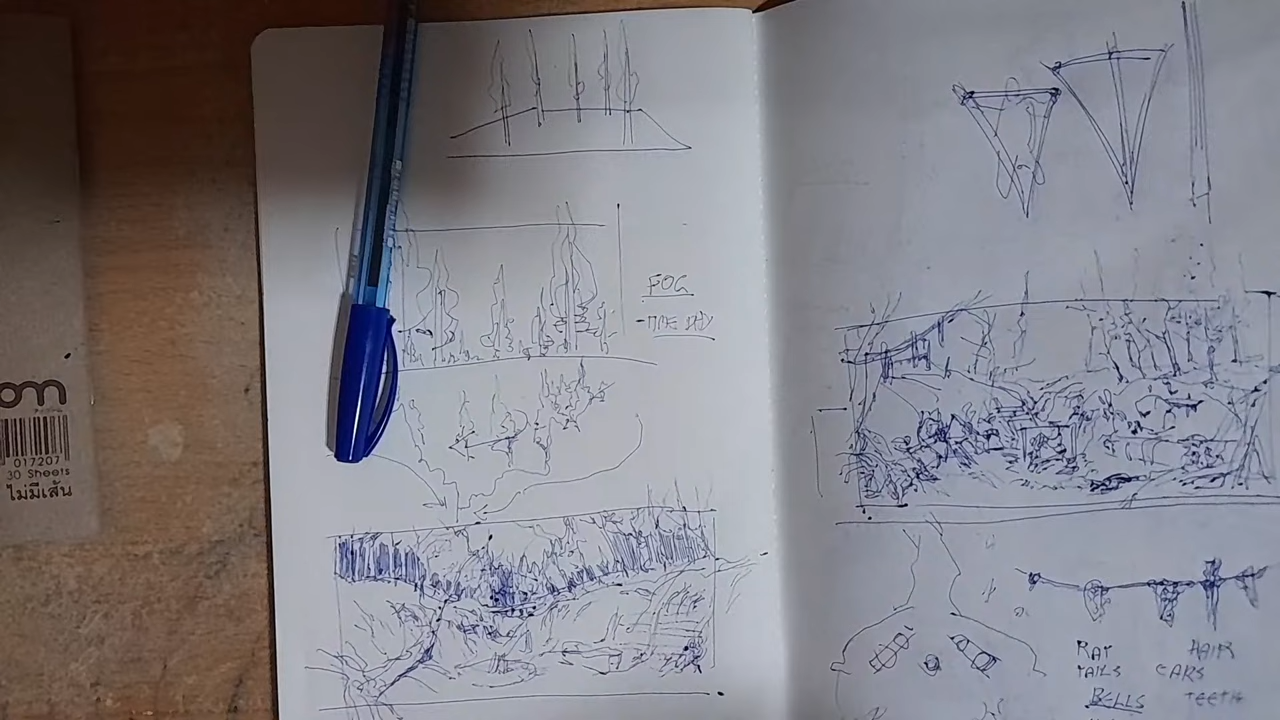 om
017207
30 Sheets
ไม่มีเส้น
FOG
RAT HAIR
TAILS EARS
BELLS TEETH